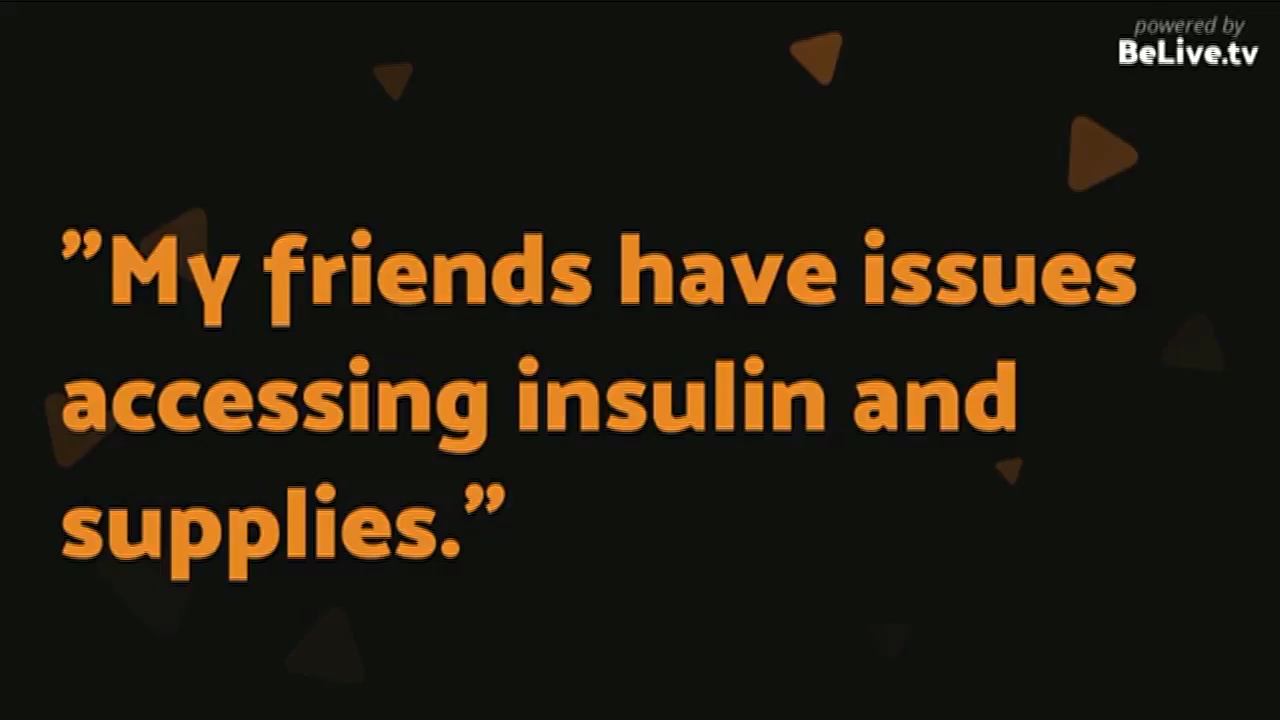 powered by
BeLive.tv
”My friends have issues
accessing insulin and
supplies.”